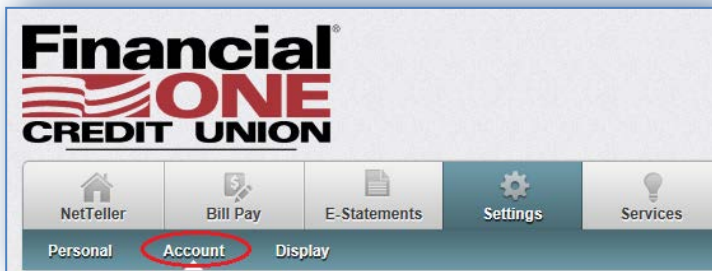 Financial®
ONE
CREDIT UNION
NetTeller Bill Pay E-Statements Settings Services
Personal Account Display